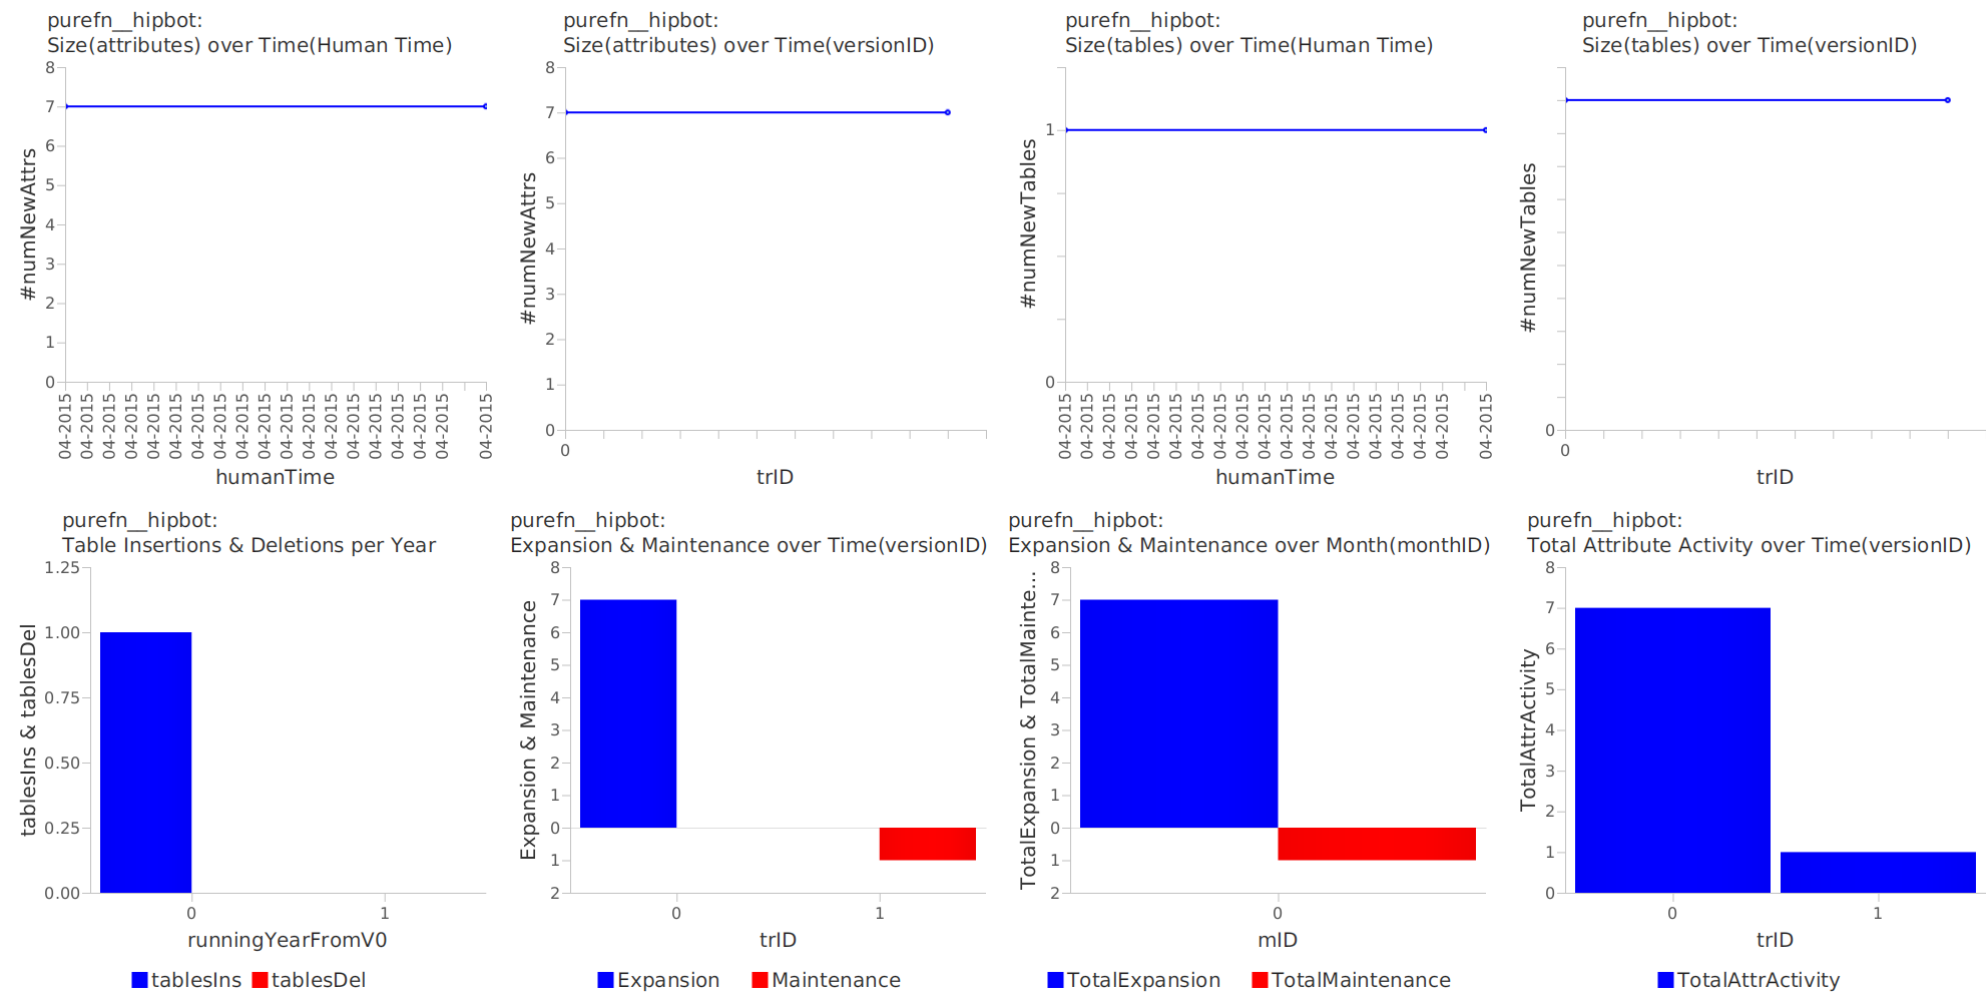 purefn__hipbot:
Size(attributes) over Time(Human Time)
8
7
6
5
4
3
2
1
0
#numNewAttrs
04-2015 04-2015 04-2015 04-2015 04-2015 04-2015 04-2015 04-2015 04-2015 04-2015 04-2015 04-2015 04-2015 04-2015 04-2015 04-2015 04-2015 04-2015 04-2015
humanTime
purefn__hipbot:
Size(attributes) over Time(versionID)
8
7
6
5
4
3
2
1
0
#numNewAttrs
0
trID
purefn__hipbot:
Size(tables) over Time(Human Time)
1
0
#numNewTables
04-2015 04-2015 04-2015 04-2015 04-2015 04-2015 04-2015 04-2015 04-2015 04-2015 04-2015 04-2015 04-2015 04-2015 04-2015 04-2015 04-2015 04-2015 04-2015
humanTime
purefn__hipbot:
Size(tables) over Time(versionID)
0
#numNewTables
0
trID
purefn__hipbot:
Table Insertions & Deletions per Year
1.25
1.00
0.75
0.50
0.25
0.00
tablesIns & tablesDel
0 1
runningYearFromV0
tablesIns tablesDel
purefn__hipbot:
Expansion & Maintenance over Time(versionID)
8
7
6
5
4
3
2
1
0
1
2
Expansion & Maintenance
0 1
trID
Expansion Maintenance
purefn__hipbot:
Expansion & Maintenance over Month(monthID)
8
7
6
5
4
3
2
1
0
1
2
TotalExpansion & TotalMainte...
0
mID
TotalExpansion TotalMaintenance
purefn__hipbot:
Total Attribute Activity over Time(versionID)
8
7
6
5
4
3
2
1
0
TotalAttrActivity
0 1
trID
TotalAttrActivity